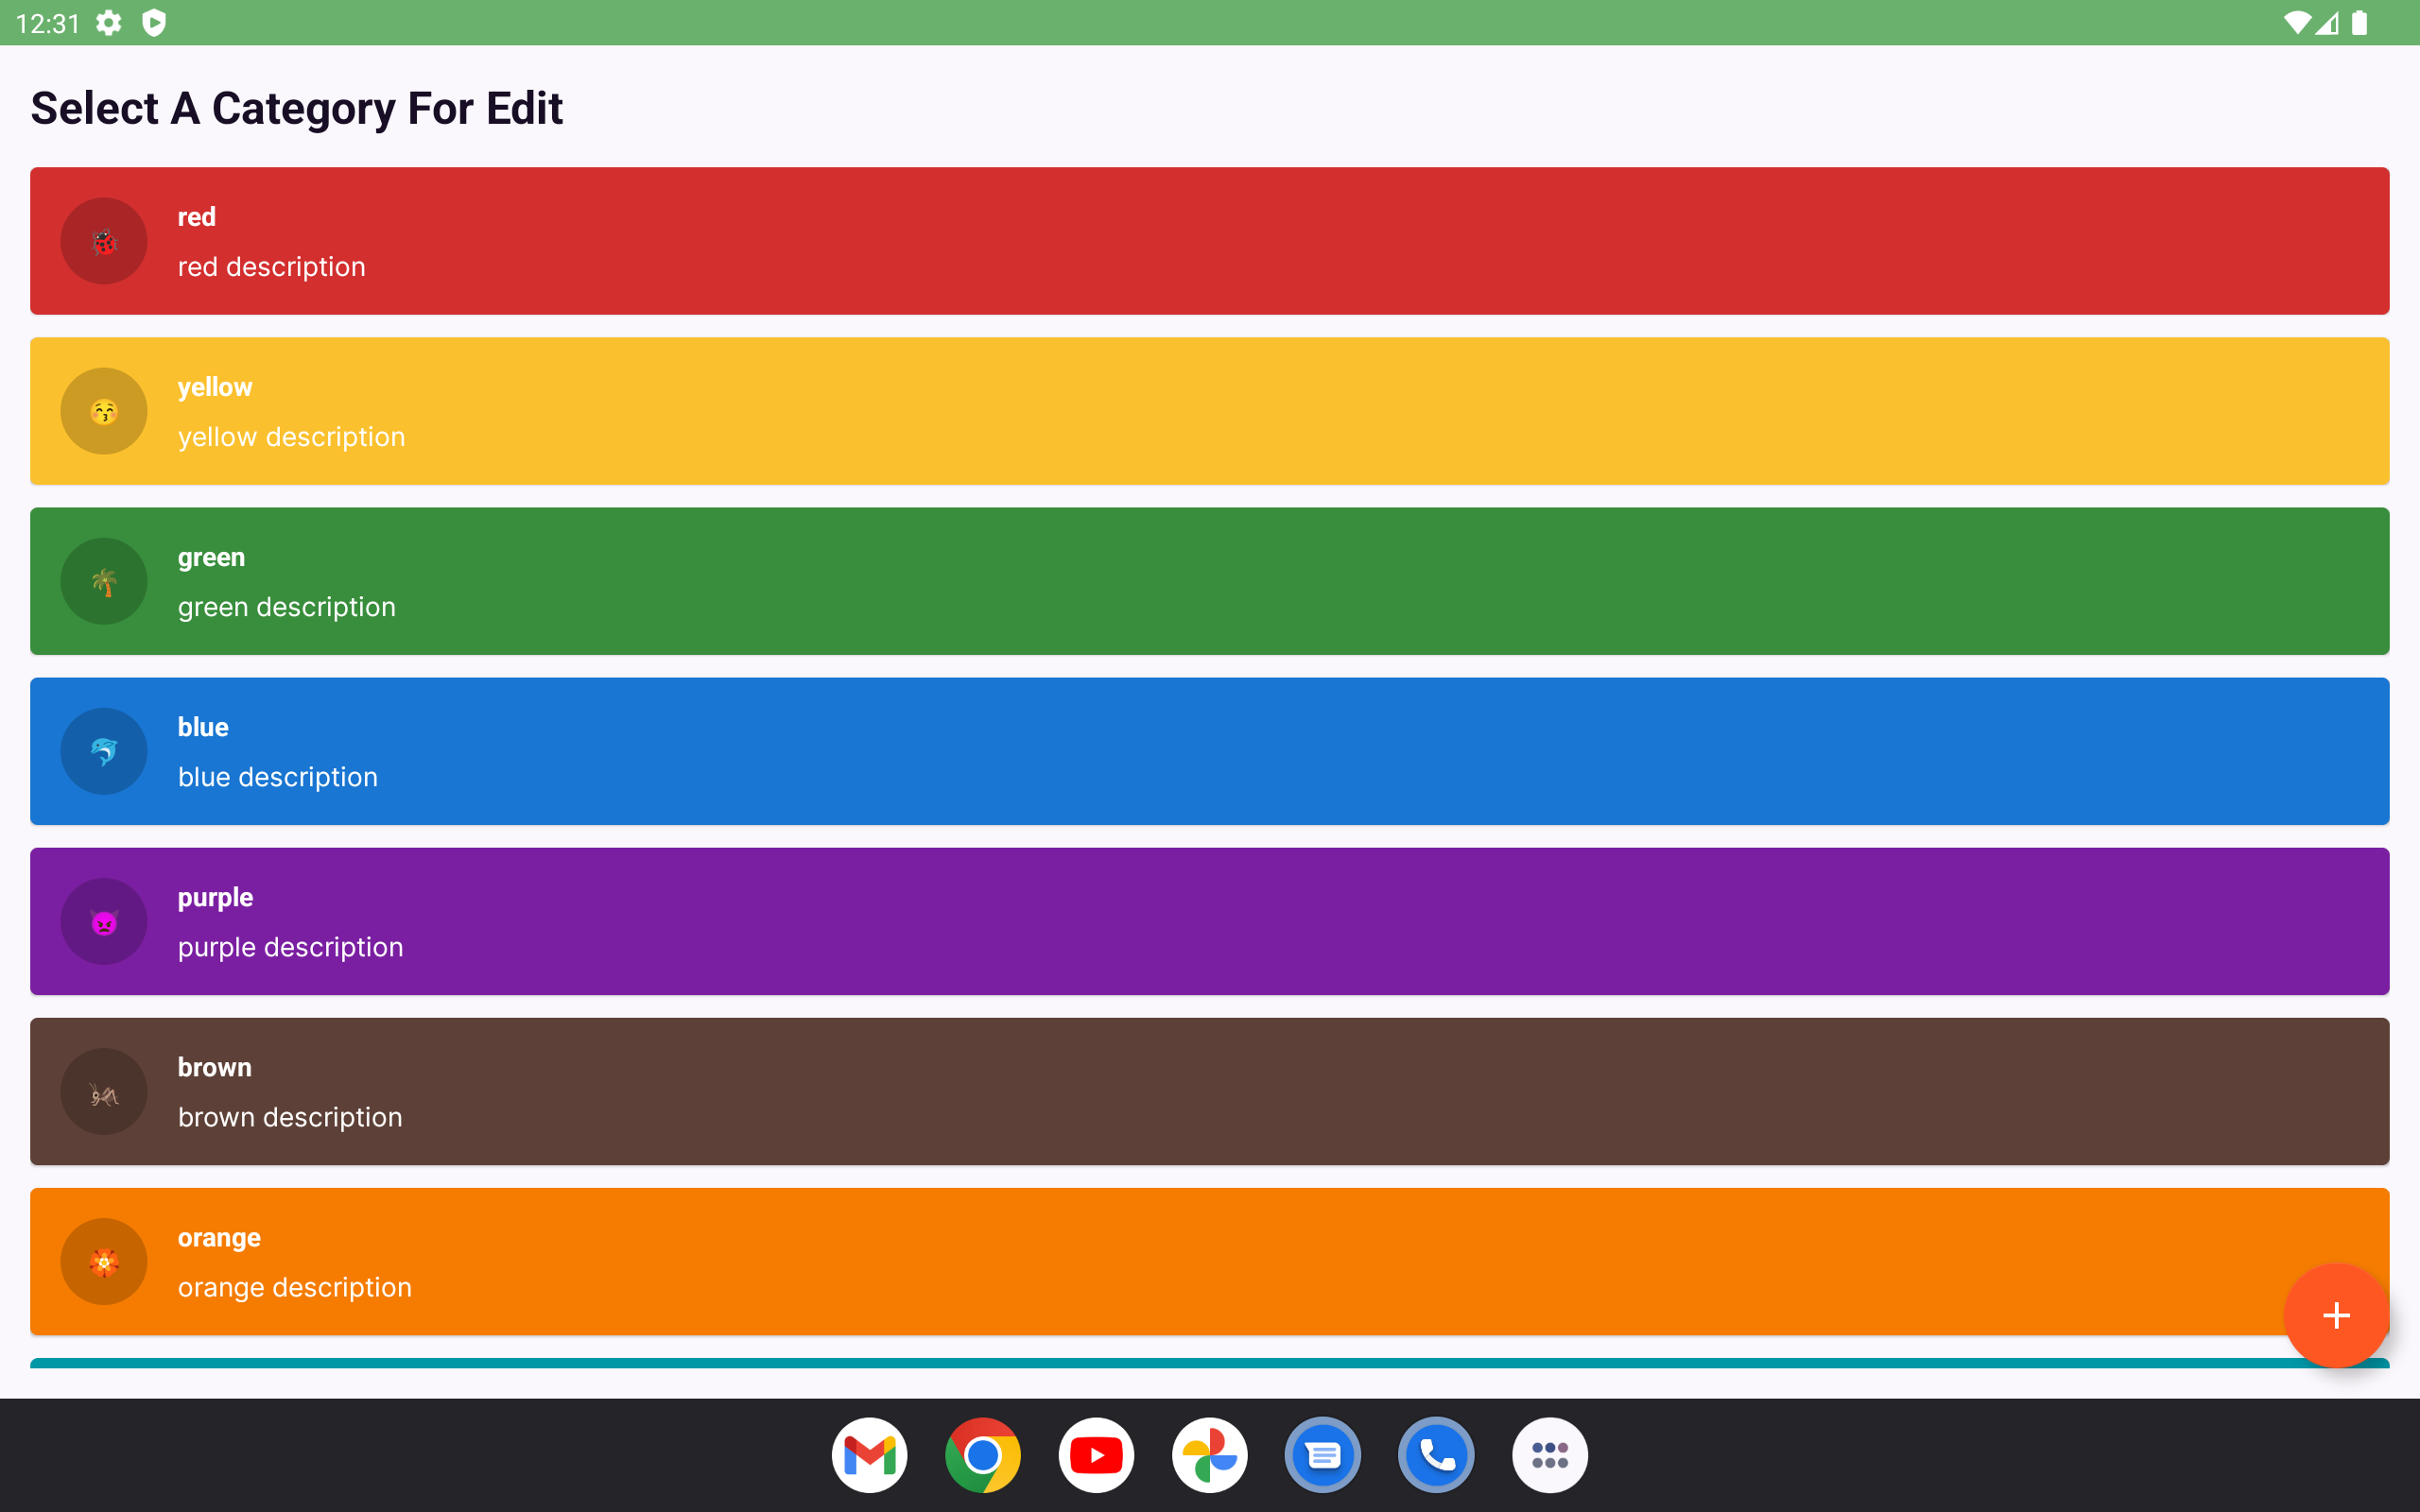 12:31
Select A Category For Edit
red
red description
yellow
yellow description
green
green description
blue
blue description
purple
purple description
brown
brown description
orange
orange description